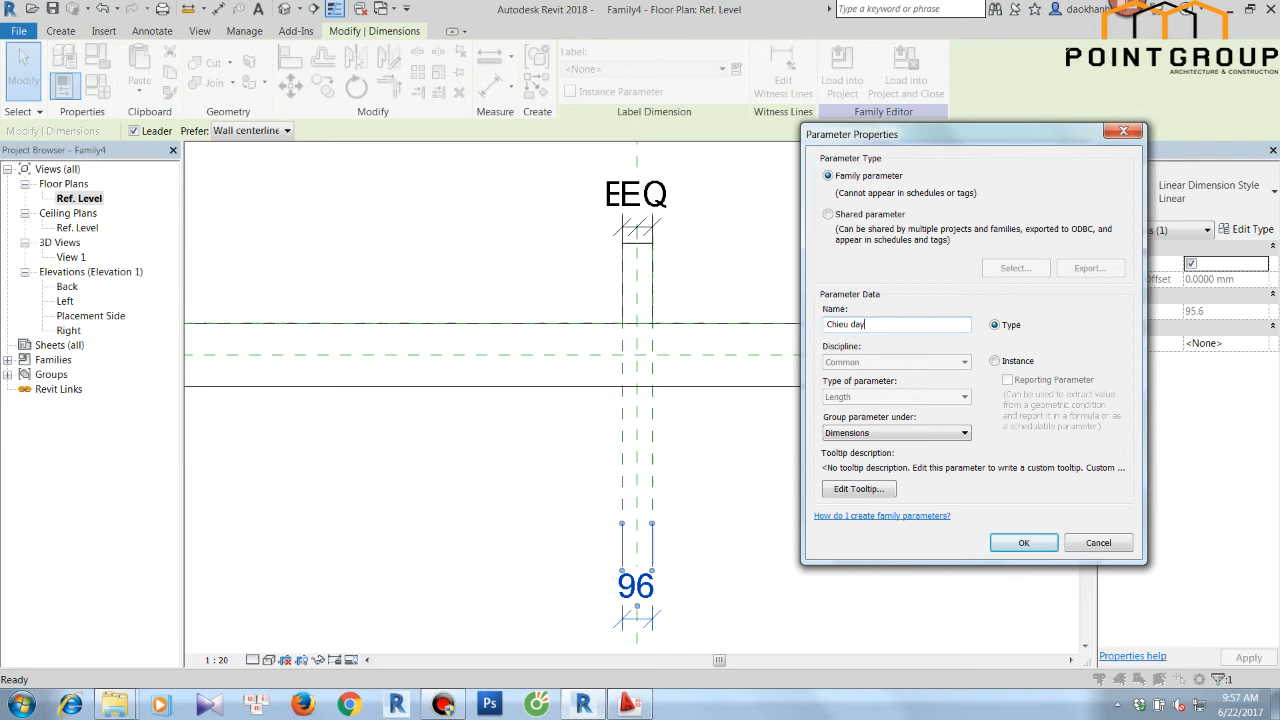 Autodesk Revit 2018 - Family4 - Floor Plan: Ref. Level
Type a keyword or phrase
daokhanh
File Create Insert Annotate View Manage Add-Ins Modify | Dimensions
Modify
Paste
Cut
Join
Label:
<None>
Instance Parameter
Edit
Witness Lines
Load into
Project
Load into
Project and Close
POINTGROUP
ARCHITECTURE & CONSTRUCTION
Select Properties Clipboard Geometry Modify Measure Create Label Dimension Witness Lines Family Editor
Modify | Dimensions
Leader Prefer: Wall centerline
Project Browser - Family4
Views (all)
Floor Plans
Ref. Level
Ceiling Plans
Ref. Level
3D Views
View 1
Elevations (Elevation 1)
Back
Left
Placement Side
Right
Sheets (all)
Families
Groups
Revit Links
EEQ
96
Parameter Properties
Parameter Type
Family parameter
(Cannot appear in schedules or tags)
Shared parameter
(Can be shared by multiple projects and families, exported to ODBC, and
appear in schedules and tags)
Select...
Export...
Parameter Data
Name:
Chieu day
Type
Discipline:
Common
Instance
Type of parameter:
Length
Reporting Parameter
(Can be used to extract value
from a geometric condition
and report it in a formula or as
a schedulable parameter)
Group parameter under:
Dimensions
Tooltip description:
<No tooltip description. Edit this parameter to write a custom tooltip. Custom ...
Edit Tooltip...
How do I create family parameters?
OK
Cancel
Linear Dimension Style
Linear
s (1)
Edit Type
Offset
0.0000 mm
95.6
<None>
Properties help
Apply
1 : 20
Ready
:1
Ps
9:57 AM
6/22/2017